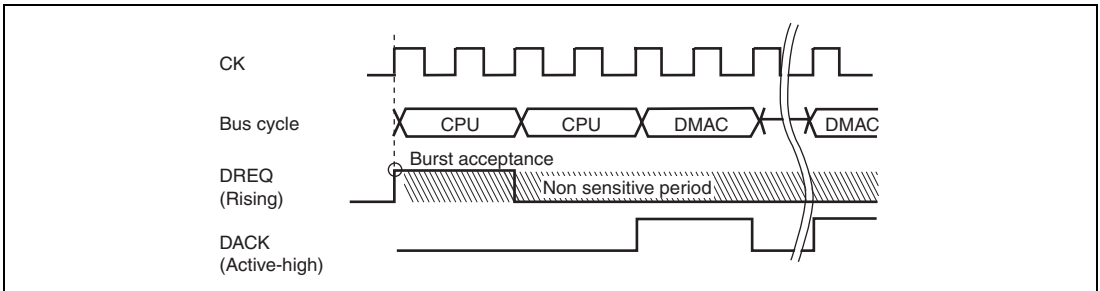 CK
Bus cycle
CPU
CPU
DMAC
DMAC
Burst acceptance
DREQ
(Rising)
Non sensitive period
DACK
(Active-high)